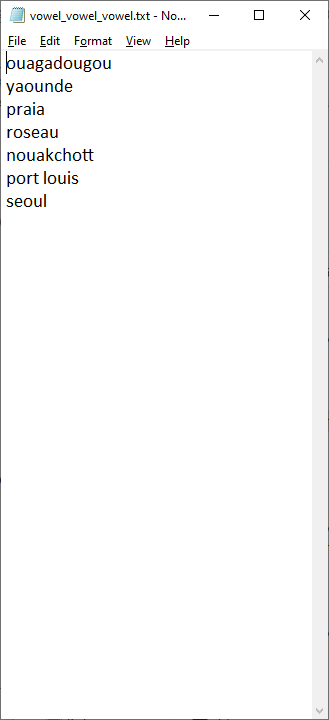 vowel_vowel_vowel.txt - No...
File Edit Format View Help
ouagadougou
yaounde
praia
roseau
nouakchott
port louis
seoul